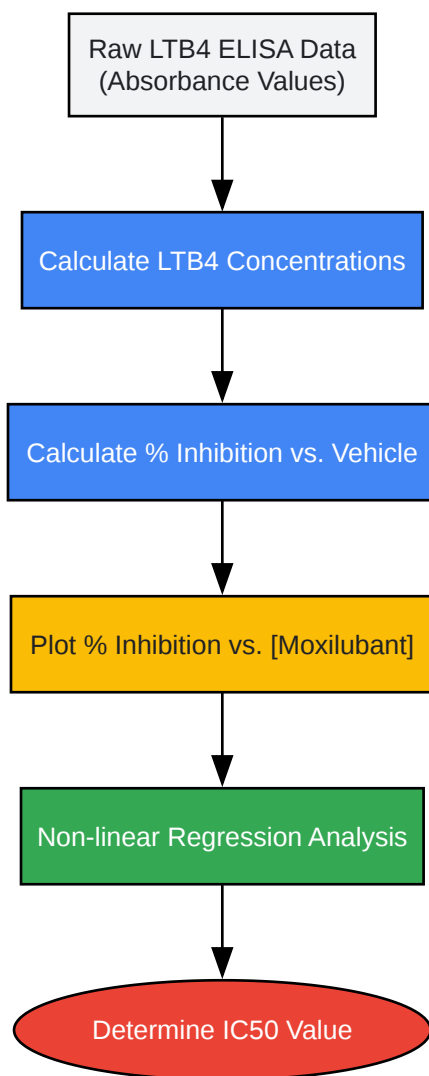 Raw LTB4 ELISA Data
(Absorbance Values)
Calculate LTB4 Concentrations
Calculate % Inhibition vs. Vehicle
Plot % Inhibition vs. [Moxilubant]
Non-linear Regression Analysis
Determine IC50 Value